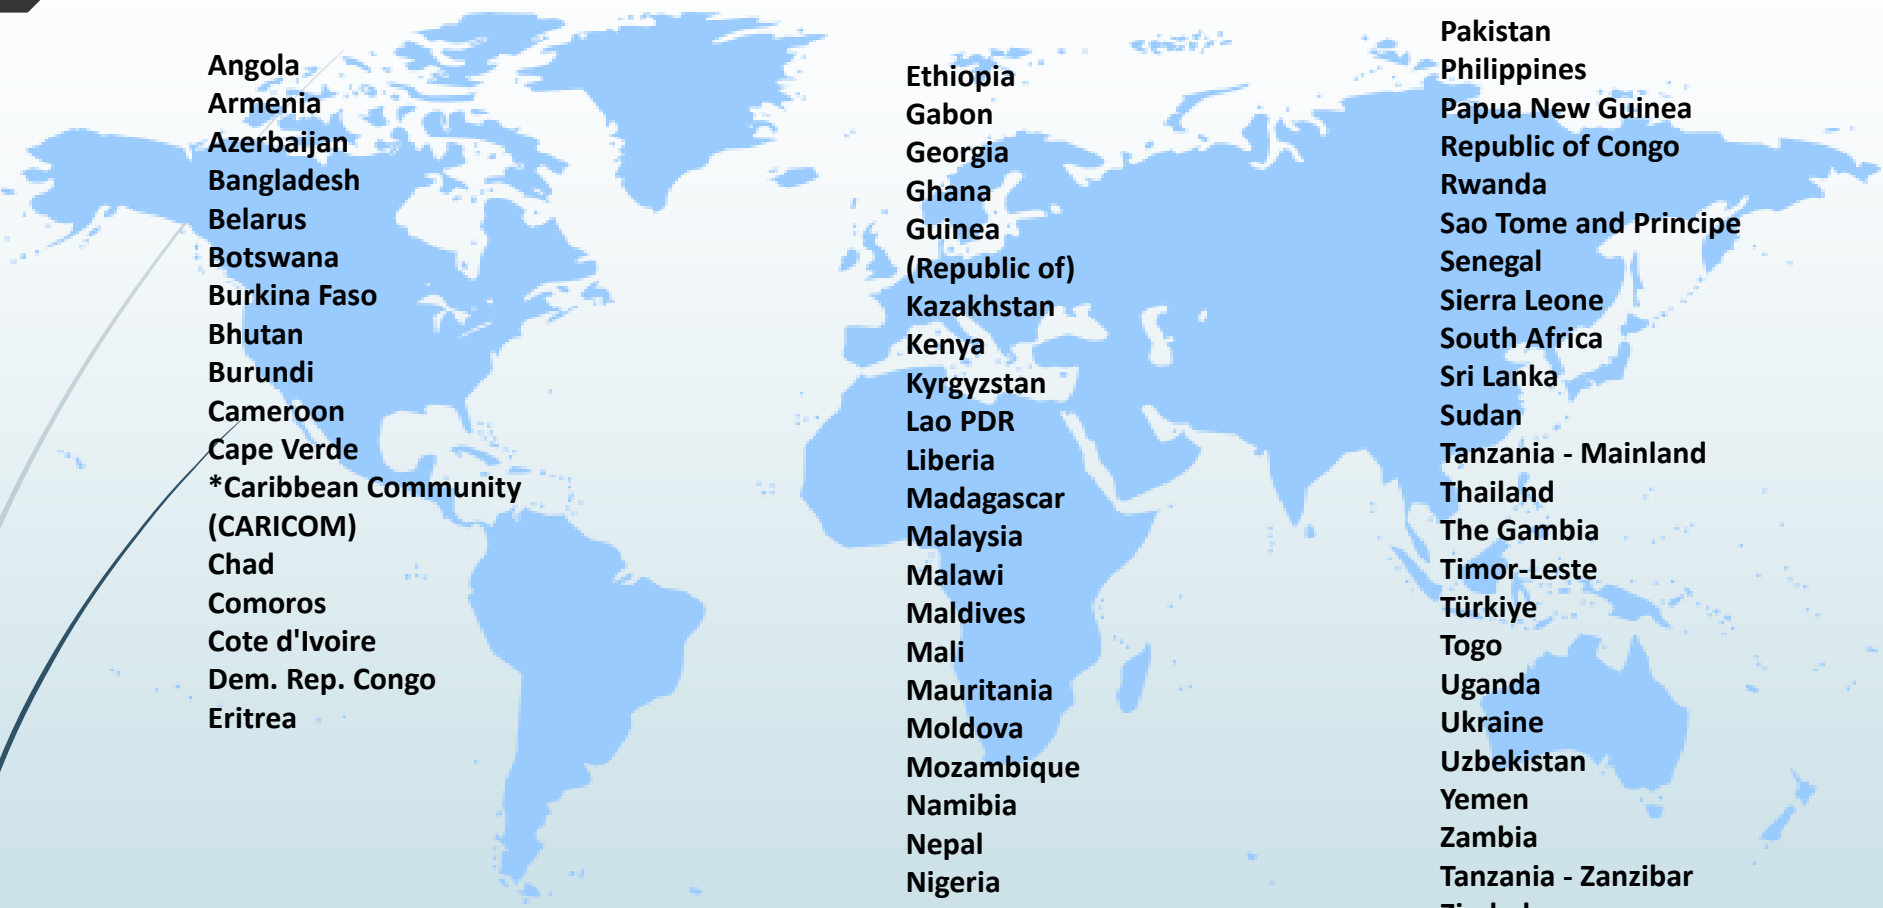 Angola
Armenia
Azerbaijan
Bangladesh
Belarus
Botswana
Burkina Faso
Bhutan
Burundi
Cameroon
Cape Verde
*Caribbean Community
(CARICOM)
Chad
Comoros
Cote d'Ivoire
Dem. Rep. Congo
Eritrea
Ethiopia
Gabon
Georgia
Ghana
Guinea
(Republic of)
Kazakhstan
Kenya
Kyrgyzstan
Lao PDR
Liberia
Madagascar
Malaysia
Malawi
Maldives
Mali
Mauritania
Moldova
Mozambique
Namibia
Nepal
Nigeria
Pakistan
Philippines
Papua New Guinea
Republic of Congo
Rwanda
Sao Tome and Principe
Senegal
Sierra Leone
South Africa
Sri Lanka
Sudan
Tanzania - Mainland
Thailand
The Gambia
Timor-Leste
Türkiye
Togo
Uganda
Ukraine
Uzbekistan
Yemen
Zambia
Tanzania - Zanzibar